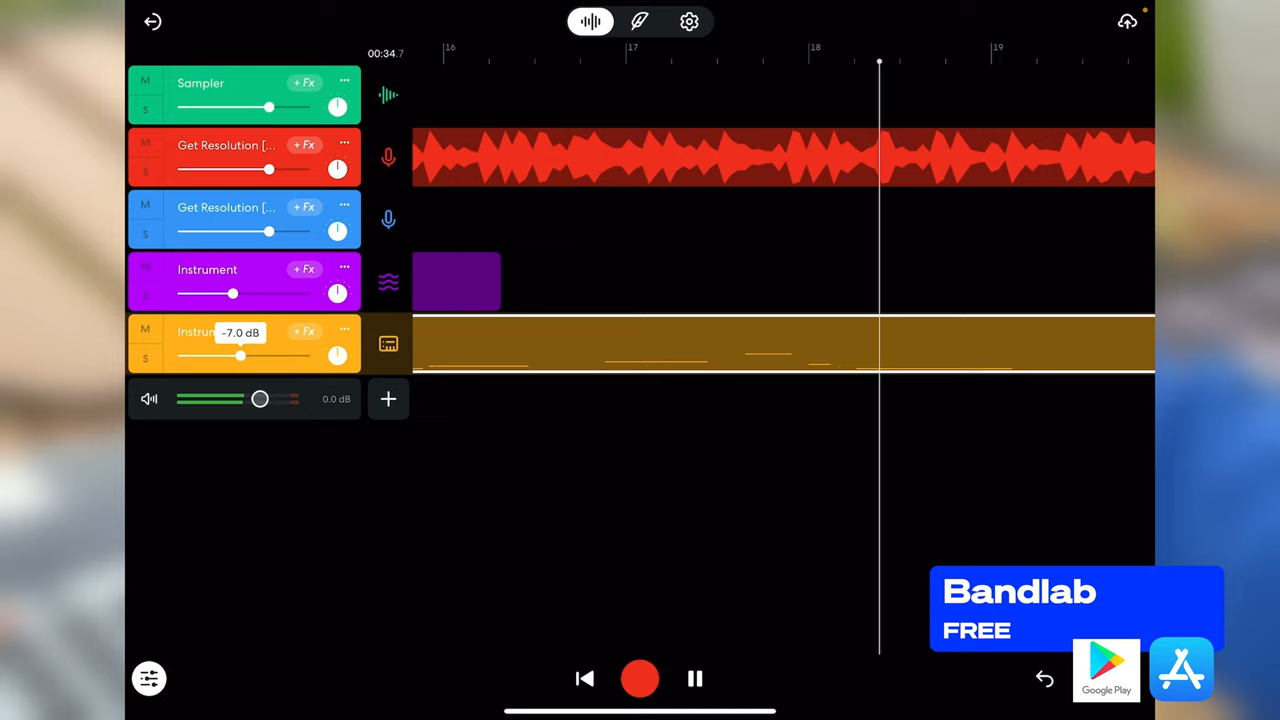 00:34.7
16
17
18
19
M
S
Sampler
+ Fx
M
S
Get Resolution [...
+ Fx
M
S
Get Resolution [...
+ Fx
M
S
Instrument
+ Fx
M
S
Instrum
-7.0 dB
+ Fx
0.0 dB
Bandlab
FREE
Google Play